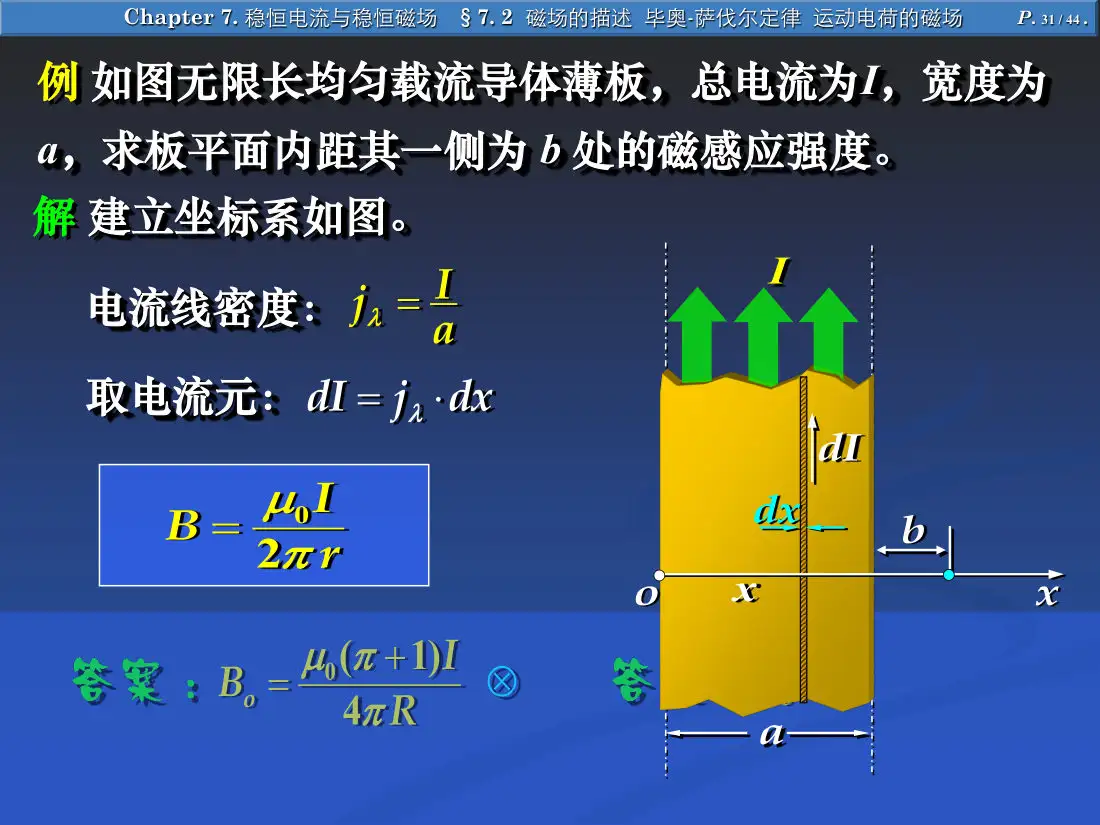 Chapter 7. 稳恒电流与稳恒磁场 §7. 2 磁场的描述 毕奥-萨伐尔定律 运动电荷的磁场 P. 31 / 44 .
例 如图无限长均匀载流导体薄板，总电流为I，宽度为
a，求板平面内距其一侧为 b 处的磁感应强度。
解 建立坐标系如图。
电流线密度： j_λ = I/a
取电流元： dI = j_λ · dx
B = μ₀I / 2πr
答案： B_o = μ₀(π+1)I / 4πR ⊗
答
I
dI
dx
b
o x x
a